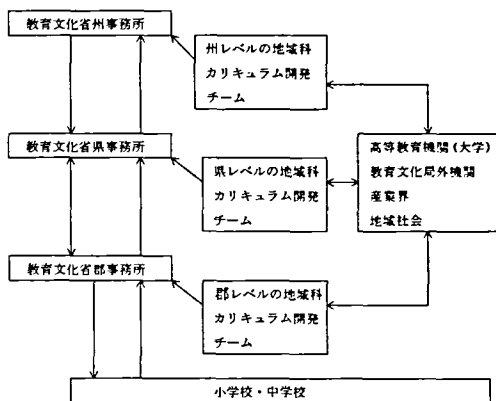 教育文化省州事務所
州レベルの地域科
カリキュラム開発
チーム
教育文化省県事務所
県レベルの地域科
カリキュラム開発
チーム
高等教育機関(大学)
教育文化局外機関
産業界
地域社会
教育文化省郡事務所
郡レベルの地域科
カリキュラム開発
チーム
小学校・中学校